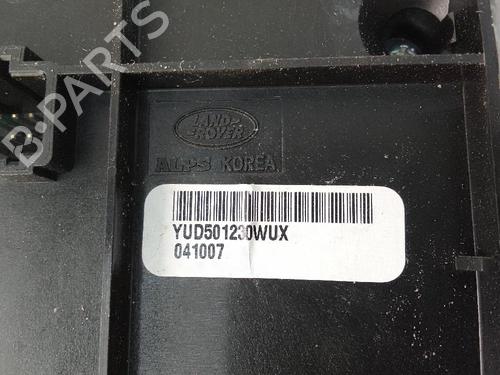 LAND-
ROVER
ALPS KOREA
YUD501230WUX
041007
B-PARTS